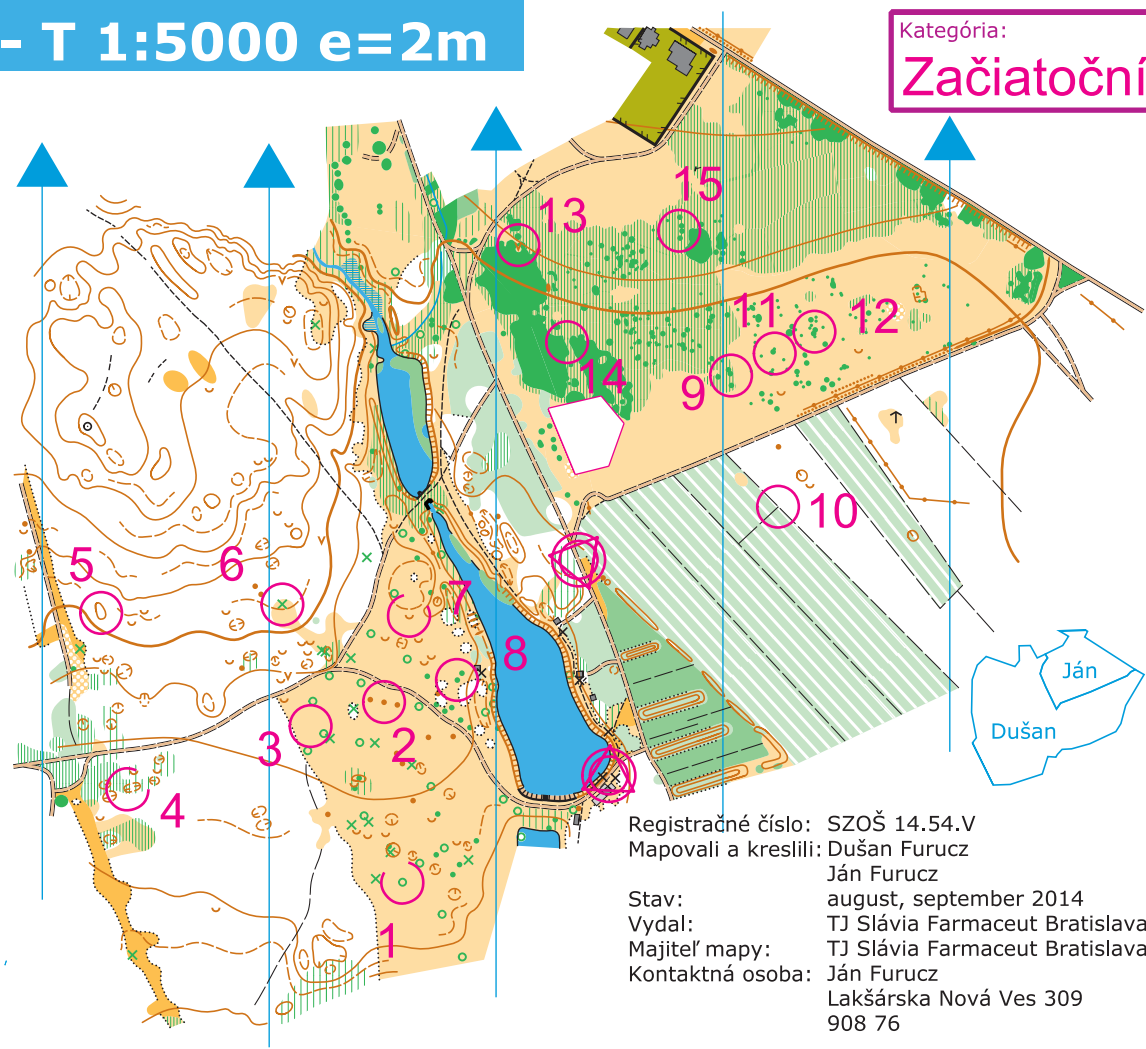 - T 1:5000 e=2m
Kategória:
Začiatoční
15
13
11
12
14
9
10
5
6
7
8
3
2
4
1
Ján
Dušan
Registračné číslo: SZOŠ 14.54.V
Mapovali a kreslili: Dušan Furucz
Ján Furucz
Stav: august, september 2014
Vydal: TJ Slávia Farmaceut Bratislava
Majiteľ mapy: TJ Slávia Farmaceut Bratislava
Kontaktná osoba: Ján Furucz
Lakšárska Nová Ves 309
908 76